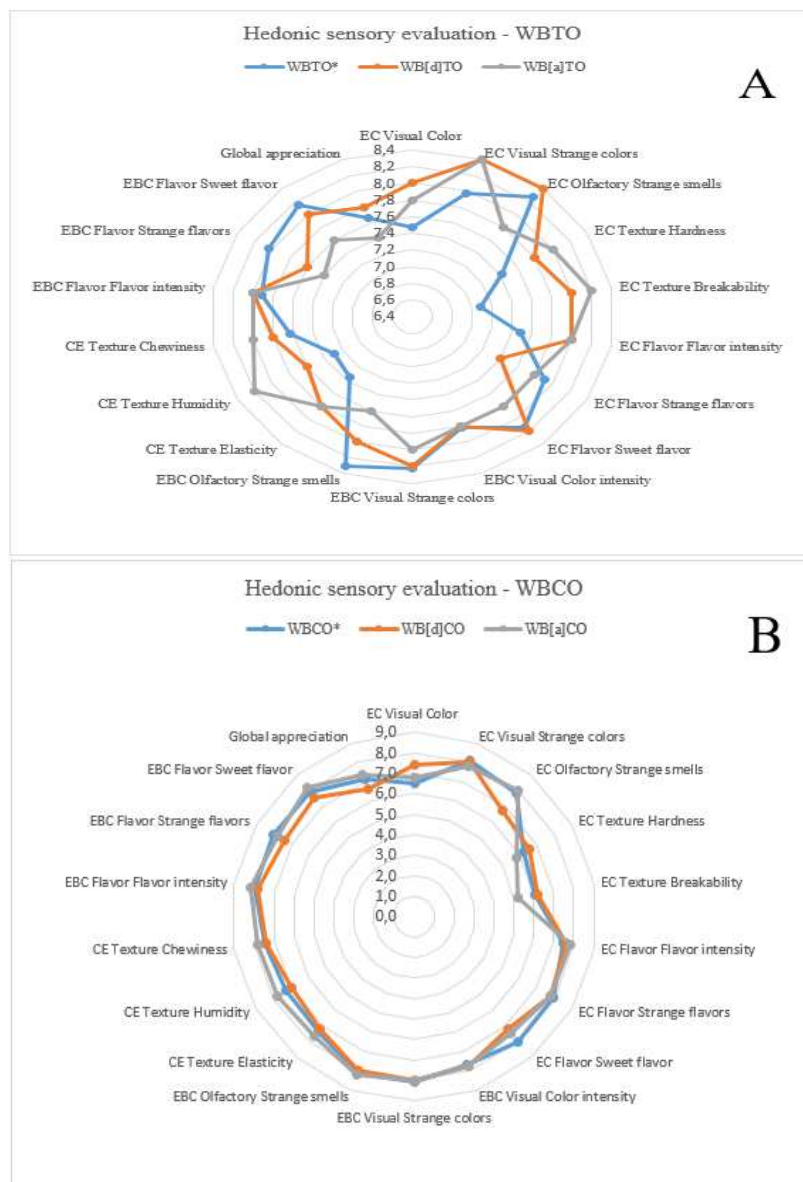 Hedonic sensory evaluation - WBTO
WBTO* WB[d]TO WB[a]TO
A
EC Visual Color
EC Visual Strange colors
EC Olfactory Strange smells
EC Texture Hardness
EC Texture Breakability
EC Flavor Flavor intensity
EC Flavor Strange flavors
EC Flavor Sweet flavor
EBC Visual Color intensity
EBC Visual Strange colors
EBC Olfactory Strange smells
CE Texture Elasticity
CE Texture Humidity
CE Texture Chewiness
EBC Flavor Flavor intensity
EBC Flavor Strange flavors
EBC Flavor Sweet flavor
Global appreciation
8,4
8,2
8,0
7,8
7,6
7,4
7,2
7,0
6,8
6,6
6,4
Hedonic sensory evaluation - WBCO
WBCO* WB[d]CO WB[a]CO
B
EC Visual Color
EC Visual Strange colors
EC Olfactory Strange smells
EC Texture Hardness
EC Texture Breakability
EC Flavor Flavor intensity
EC Flavor Strange flavors
EC Flavor Sweet flavor
EBC Visual Color intensity
EBC Visual Strange colors
EBC Olfactory Strange smells
CE Texture Elasticity
CE Texture Humidity
CE Texture Chewiness
EBC Flavor Flavor intensity
EBC Flavor Strange flavors
EBC Flavor Sweet flavor
Global appreciation
9,0
8,0
7,0
6,0
5,0
4,0
3,0
2,0
1,0
0,0